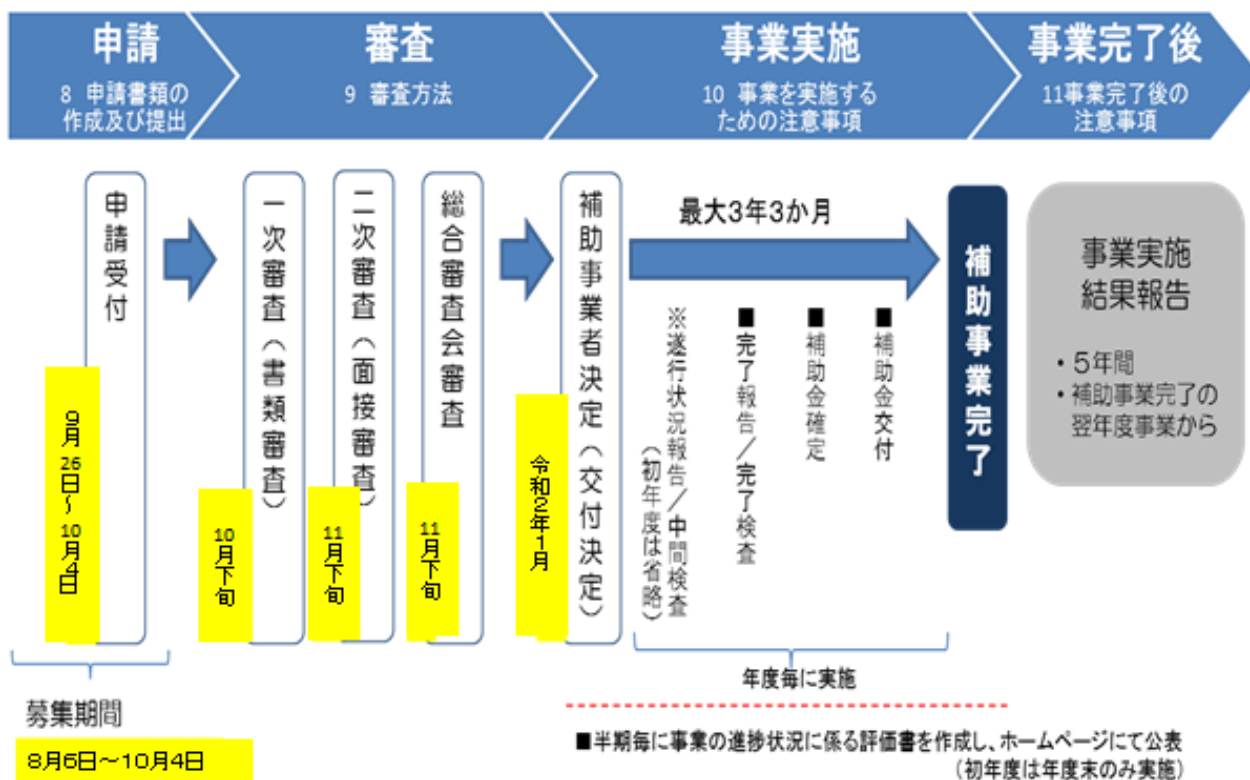 申請
8 申請書類の
作成及び提出
審査
9 審査方法
事業実施
10 事業を実施する
ための注意事項
事業完了後
11事業完了後の
注意事項
申請受付
9月26日～10月4日
一次審査(書類審査)
10月下旬
二次審査(面接審査)
11月下旬
総合審査会審査
11月下旬
補助事業者決定(交付決定)
令和2年1月
最大3年3か月
※遂行状況報告/中間検査
(初年度は省略)
■完了報告/完了検査
■補助金確定
■補助金交付
補助事業完了
事業実施
結果報告
・5年間
・補助事業完了の
翌年度事業から
年度毎に実施
募集期間
8月6日～10月4日
■半期毎に事業の進捗状況に係る評価書を作成し、ホームページにて公表
(初年度は年度末のみ実施)